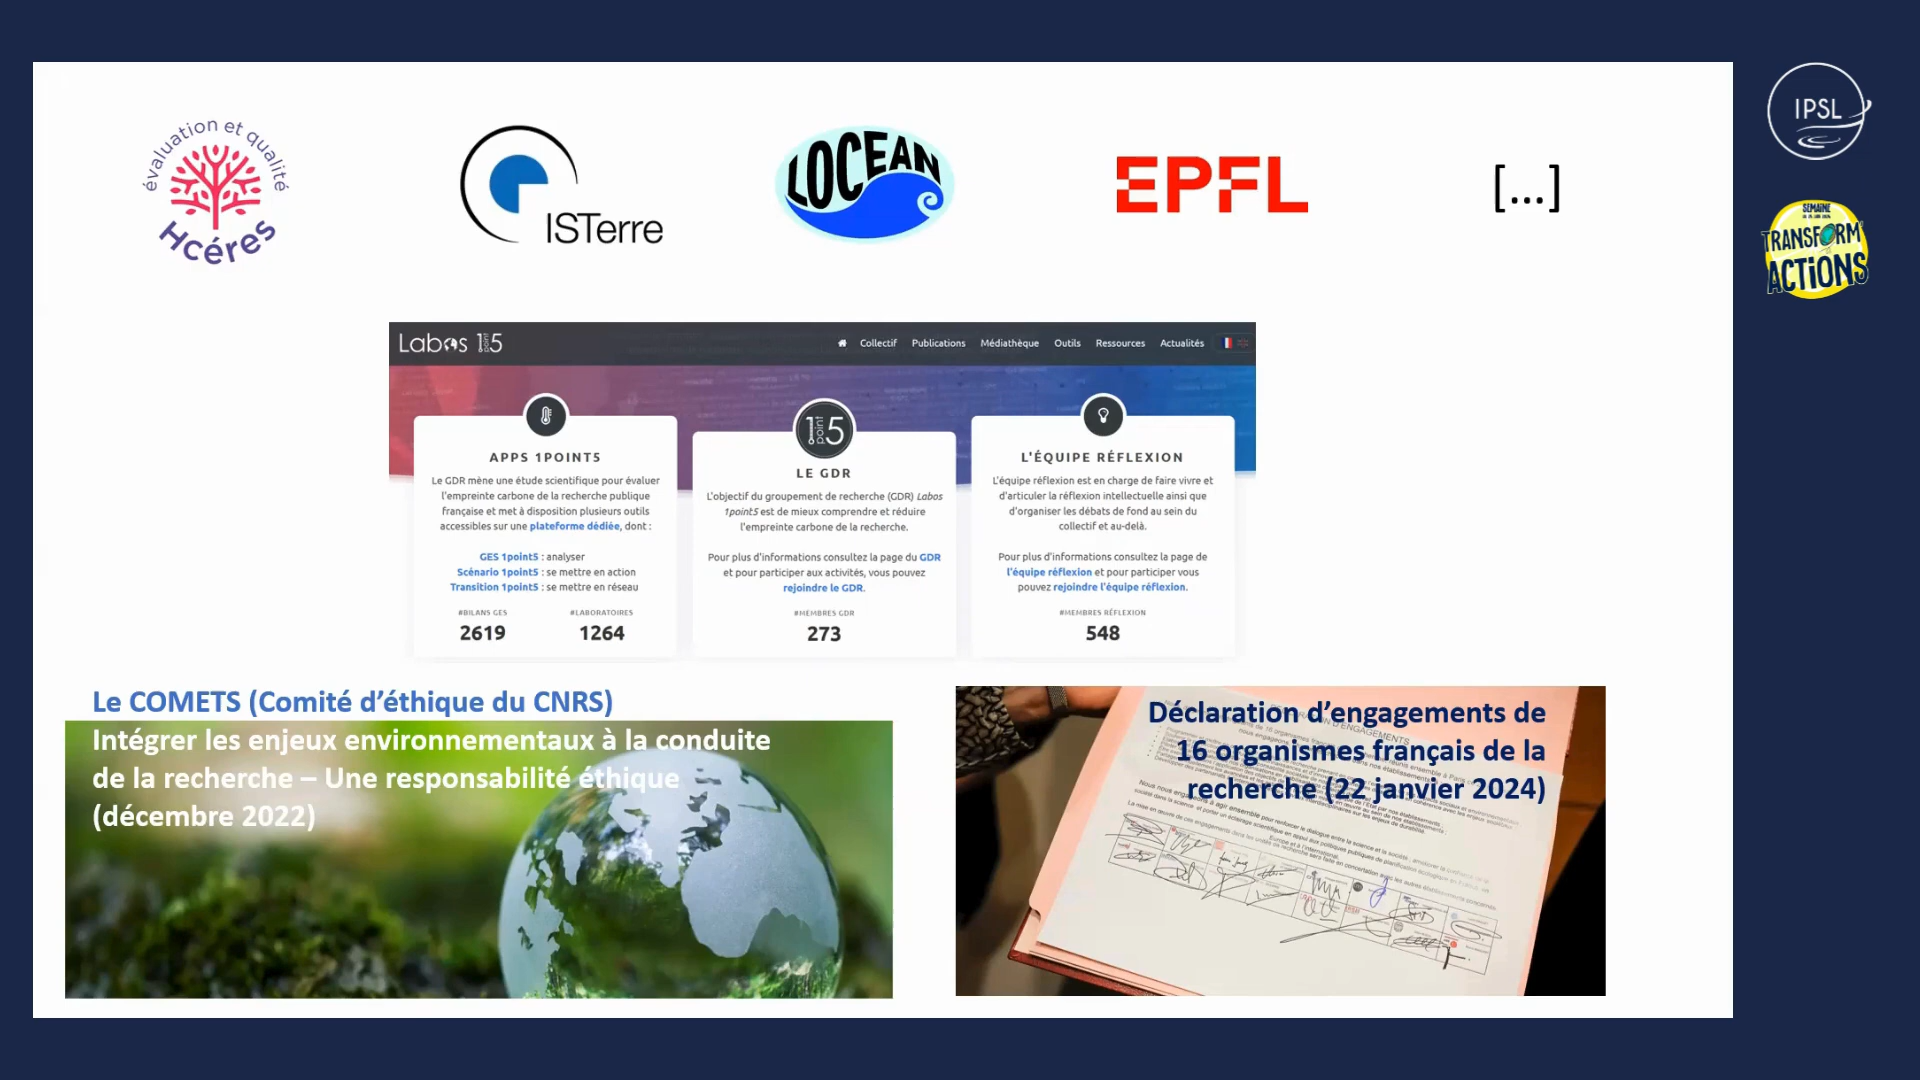 évaluation et qualité
Hcéres
ISTerre
LOCEAN
EPFL
[...]
IPSL
SEMAINE
TRANSFORM'
ACTIONS
Labos 1point5
Collectif Publications Médiathèque Outils Ressources Actualités
APPS 1POINT5
Le GDR mène une étude scientifique pour évaluer
l'empreinte carbone de la recherche publique
française et met à disposition plusieurs outils
accessibles sur une plateforme dédiée, dont :
GES 1point5 : analyser
Scénario 1point5 : se mettre en action
Transition 1point5 : se mettre en réseau
#BILANS GES
2619
#LABORATOIRES
1264
1point5
LE GDR
L'objectif du groupement de recherche (GDR) Labos
1point5 est de mieux comprendre et réduire
l'empreinte carbone de la recherche.
Pour plus d'informations consultez la page du GDR
et pour participer aux activités, vous pouvez
rejoindre le GDR.
#MEMBRES GDR
273
L'ÉQUIPE RÉFLEXION
L'équipe réflexion est en charge de faire vivre et
d'articuler la réflexion intellectuelle ainsi que
d'organiser les débats de fond au sein du
collectif et au-delà.
Pour plus d'informations consultez la page de
l'équipe réflexion et pour participer vous
pouvez rejoindre l'équipe réflexion.
#MEMBRES RÉFLEXION
548
Le COMETS (Comité d’éthique du CNRS)
Intégrer les enjeux environnementaux à la conduite
de la recherche – Une responsabilité éthique
(décembre 2022)
Déclaration d’engagements de
16 organismes français de la
recherche (22 janvier 2024)